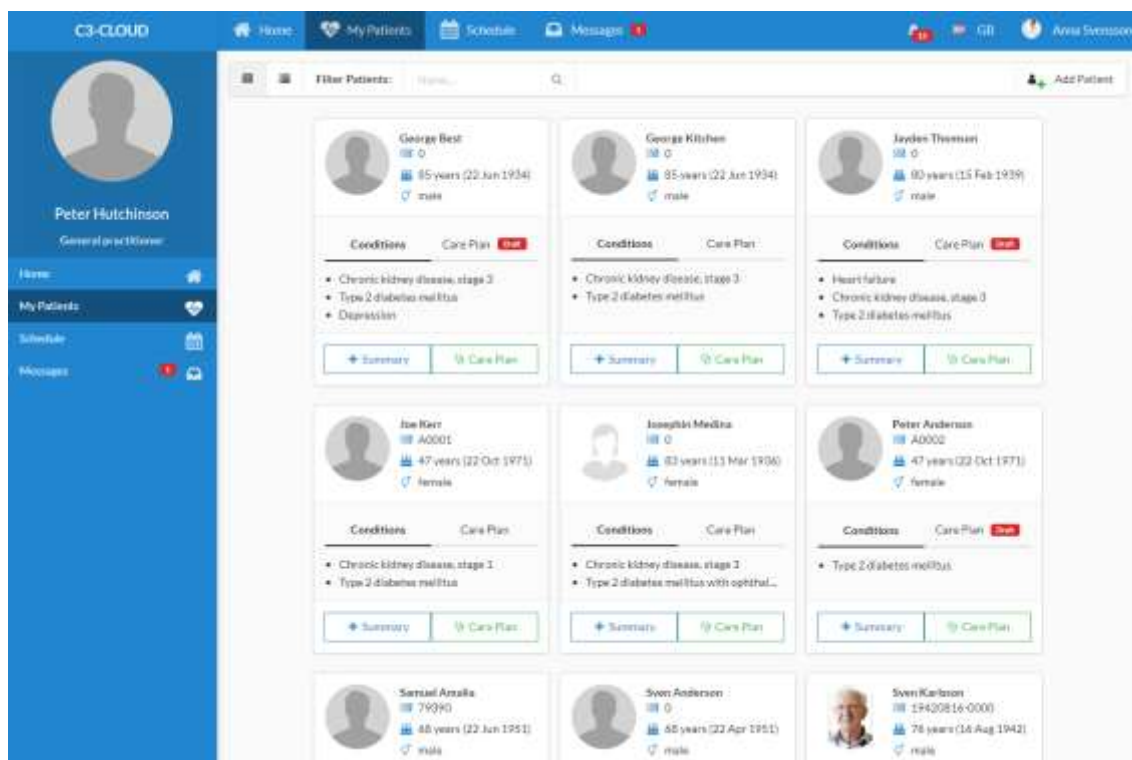 C3-CLOUD
Home
My Patients
Schedule
Messages
GB
Anna Svensson
Filter Patients:
Name...
Add Patient
Peter Hutchinson
General practitioner
Home
My Patients
Schedule
Messages
George Best
0
85 years (22 Jun 1934)
male
Conditions Care Plan Draft
Chronic kidney disease, stage 3
Type 2 diabetes mellitus
Depression
Summary Care Plan
George Kitchen
0
85 years (22 Jun 1934)
male
Conditions Care Plan
Chronic kidney disease, stage 3
Type 2 diabetes mellitus
Summary Care Plan
Jayden Thomson
0
80 years (15 Feb 1939)
male
Conditions Care Plan Draft
Heart failure
Chronic kidney disease, stage 3
Type 2 diabetes mellitus
Summary Care Plan
Joe Kerr
A0001
47 years (22 Oct 1971)
female
Conditions Care Plan
Chronic kidney disease, stage 1
Type 2 diabetes mellitus
Summary Care Plan
Josephin Medina
0
83 years (11 Mar 1936)
female
Conditions Care Plan
Chronic kidney disease, stage 3
Type 2 diabetes mellitus with ophthal...
Summary Care Plan
Peter Anderson
A0002
47 years (22 Oct 1971)
female
Conditions Care Plan Draft
Type 2 diabetes mellitus
Summary Care Plan
Samuel Amalia
79390
68 years (22 Jun 1951)
male
Sven Anderson
0
68 years (22 Apr 1951)
male
Sven Karlsson
19420816-0000
76 years (16 Aug 1942)
male